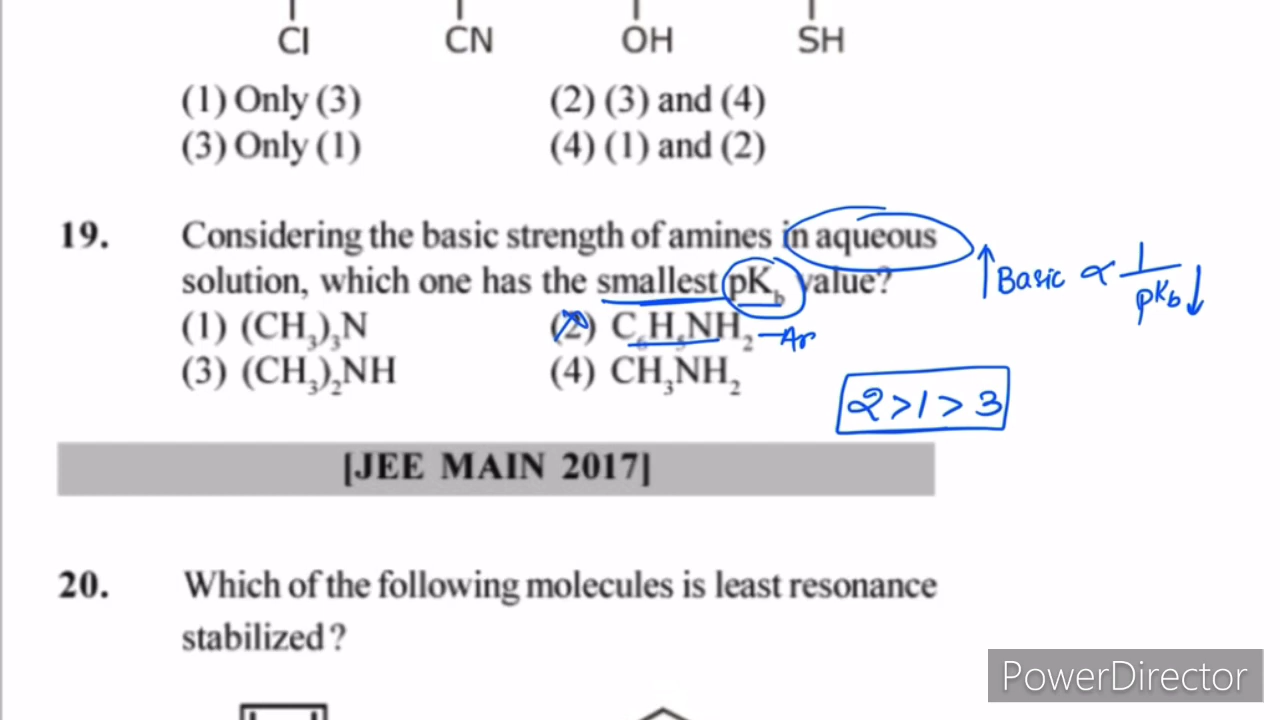 Cl CN OH SH
(1) Only (3) (2) (3) and (4)
(3) Only (1) (4) (1) and (2)
19. Considering the basic strength of amines in aqueous
solution, which one has the smallest pK_b value?
↑ Basic ∝ 1/pKb ↓
(1) (CH₃)₃N (2) C₆H₅NH₂ –Ar
(3) (CH₃)₂NH (4) CH₃NH₂
2 > 1 > 3
[JEE MAIN 2017]
20. Which of the following molecules is least resonance
stabilized ?
PowerDirector